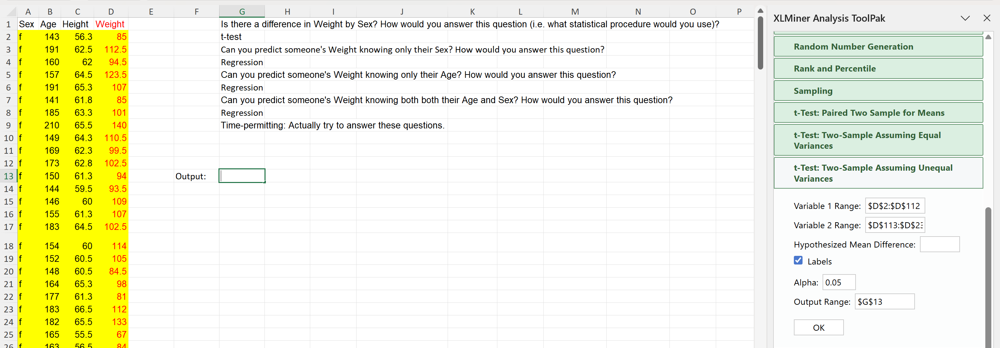 A B C D E F G H I J K L M N O P
1 Sex Age Height Weight Is there a difference in Weight by Sex? How would you answer this question (i.e. what statistical procedure would you use)?
2 f 143 56.3 85 t-test
3 f 191 62.5 112.5 Can you predict someone's Weight knowing only their Sex? How would you answer this question?
4 f 160 62 94.5 Regression
5 f 157 64.5 123.5 Can you predict someone's Weight knowing only their Age? How would you answer this question?
6 f 191 65.3 107 Regression
7 f 141 61.8 85 Can you predict someone's Weight knowing both both their Age and Sex? How would you answer this question?
8 f 185 63.3 101 Regression
9 f 210 65.5 140 Time-permitting: Actually try to answer these questions.
10 f 149 64.3 110.5
11 f 169 62.3 99.5
12 f 173 62.8 102.5
13 f 150 61.3 94 Output:
14 f 144 59.5 93.5
15 f 146 60 109
16 f 155 61.3 107
17 f 183 64.5 102.5
18 f 154 60 114
19 f 152 60.5 105
20 f 148 60.5 84.5
21 f 164 65.3 98
22 f 177 61.3 81
23 f 183 66.5 112
24 f 182 65.5 133
25 f 165 55.5 67
26 f 163 56.5 84
XLMiner Analysis ToolPak
Random Number Generation
Rank and Percentile
Sampling
t-Test: Paired Two Sample for Means
t-Test: Two-Sample Assuming Equal
Variances
t-Test: Two-Sample Assuming Unequal
Variances
Variable 1 Range: $D$2:$D$112
Variable 2 Range: $D$113:$D$23
Hypothesized Mean Difference:
Labels
Alpha: 0.05
Output Range: $G$13
OK